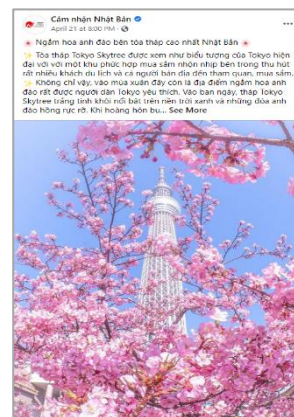 Cảm nhận Nhật Bản
April 21 at 6:00 PM ·
Ngắm hoa anh đào bên tòa tháp cao nhất Nhật Bản
Tòa tháp Tokyo Skytree được xem như biểu tượng của Tokyo hiện
đại với với một khu phức hợp mua sắm nhộn nhịp bên trong thu hút
rất nhiều khách du lịch và cả người bản địa đến tham quan, mua sắm.
Không chỉ vậy, vào mùa xuân đây còn là địa điểm ngắm hoa anh
đào rất được người dân Tokyo yêu thích. Vào ban ngày, tháp Tokyo
Skytree trắng tinh khôi nổi bật trên nền trời xanh và những đóa anh
đào hồng rực rỡ. Khi hoàng hôn bu... See More